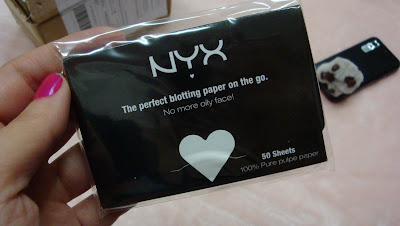 NYX
The perfect blotting paper on the go.
No more oily face!
50 Sheets
100% Pure pulpe paper